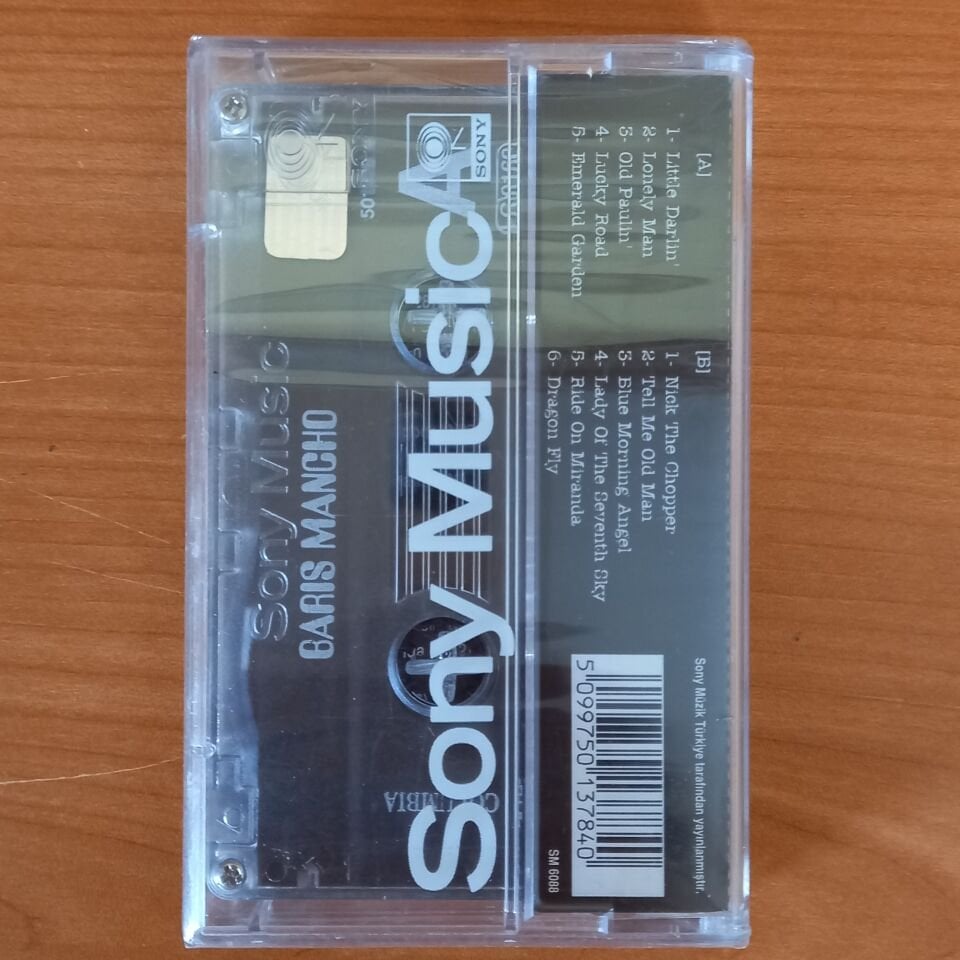 [A]
1- Little Darlin'
2- Lonely Man
3- Old Paulin'
4- Lucky Road
5- Emerald Garden
[B]
1- Nick The Chopper
2- Tell Me Old Man
3- Blue Morning Angel
4- Lady Of The Seventh Sky
5- Ride On Miranda
6- Dragon Fly
Sony Müzik Türkiye tarafından yayınlanmıştır.
5 099750 137840
SM 6088
SONY
Sony Music
A
Sony Music
BARIS MANCHO
COLUMBIA
SONY